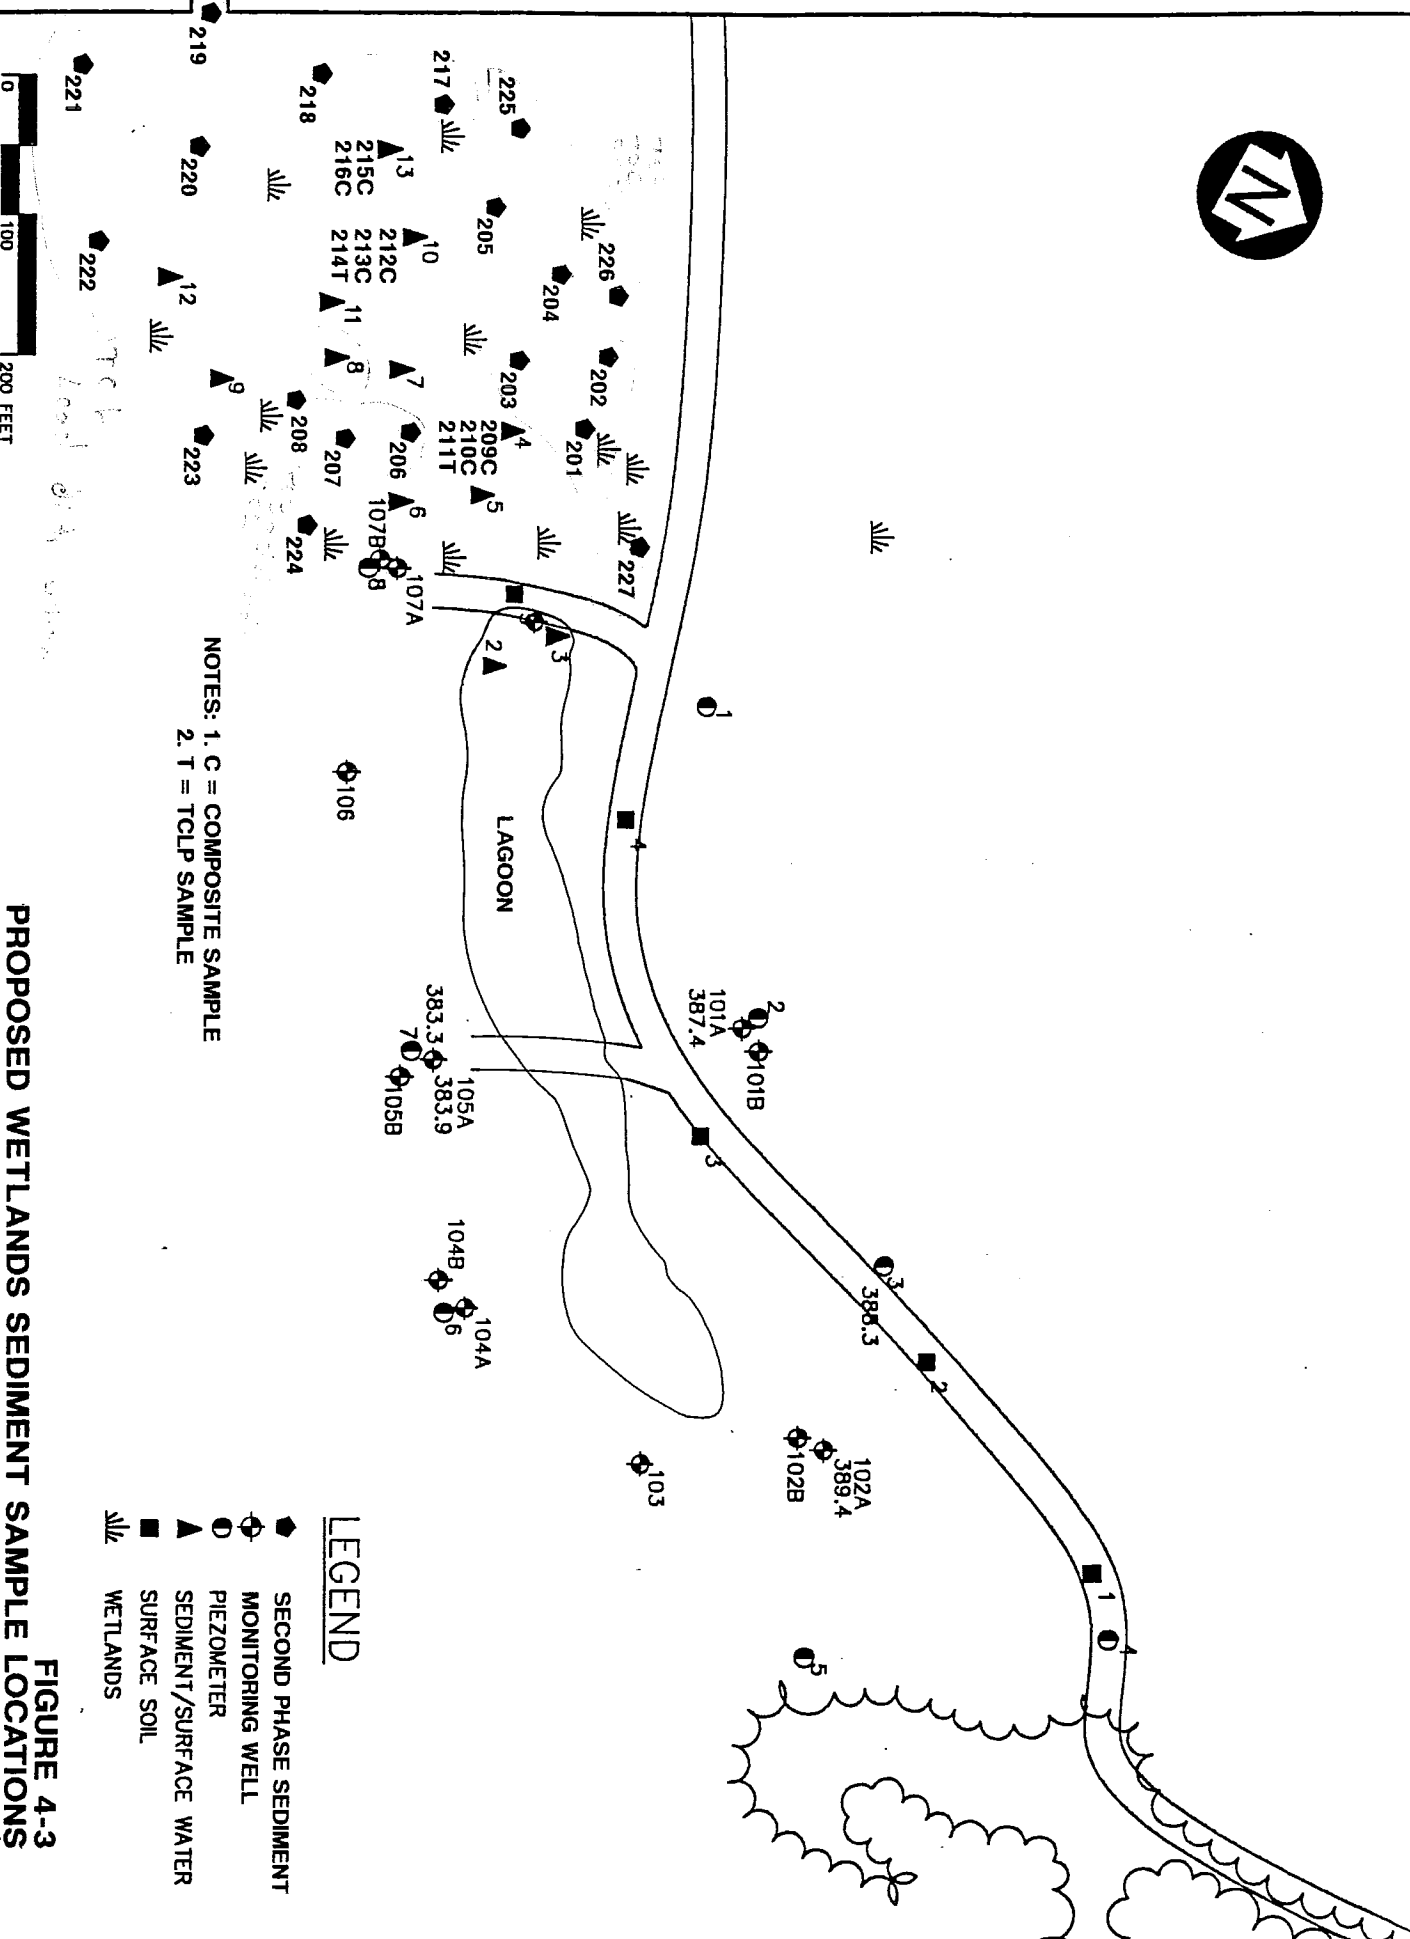 N
219
221
218
217
225
220
222
13
215C
216C
10
212C
213C
214T
205
226
204
11
12
8
7
9
203
202
4
209C
210C
211T
201
208
207
206
5
6
223
224
107B
8
107A
227
3
2
1
106
LAGOON
4
NOTES: 1. C = COMPOSITE SAMPLE
2. T = TCLP SAMPLE
2
101A
387.4
101B
383.3
7
105A
383.9
105B
3
3
2
104B
6
104A
102A
389.4
102B
103
1
4
5
LEGEND
SECOND PHASE SEDIMENT
MONITORING WELL
PIEZOMETER
SEDIMENT/SURFACE WATER
SURFACE SOIL
WETLANDS
0
100
200 FEET
FIGURE 4-3
PROPOSED WETLANDS SEDIMENT SAMPLE LOCATIONS